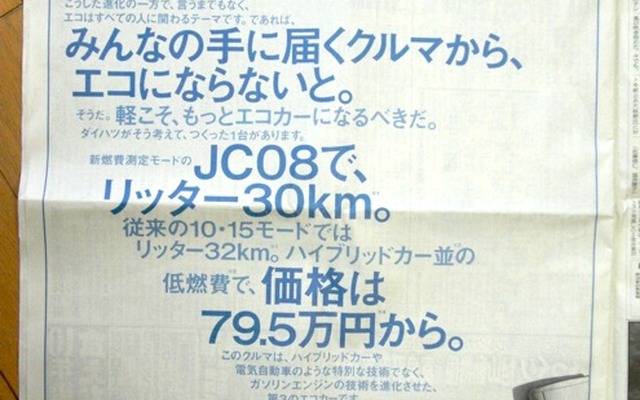 こうした進化の一方で、言うまでもなく、
エコはすべての人に関わるテーマです。であれば、
みんなの手に届くクルマから、
エコにならないと。
そうだ。軽こそ、もっとエコカーになるべきだ。
ダイハツがそう考えて、つくった1台があります。
新燃費測定モードのJC08で、
リッター30km。
従来の10・15モードでは
リッター32km。ハイブリッドカー並の
低燃費で、価格は
79.5万円から。
このクルマは、ハイブリッドカーや
電気自動車のような特別な技術でなく、
ガソリンエンジンの技術を進化させた、
第3のエコカーです。